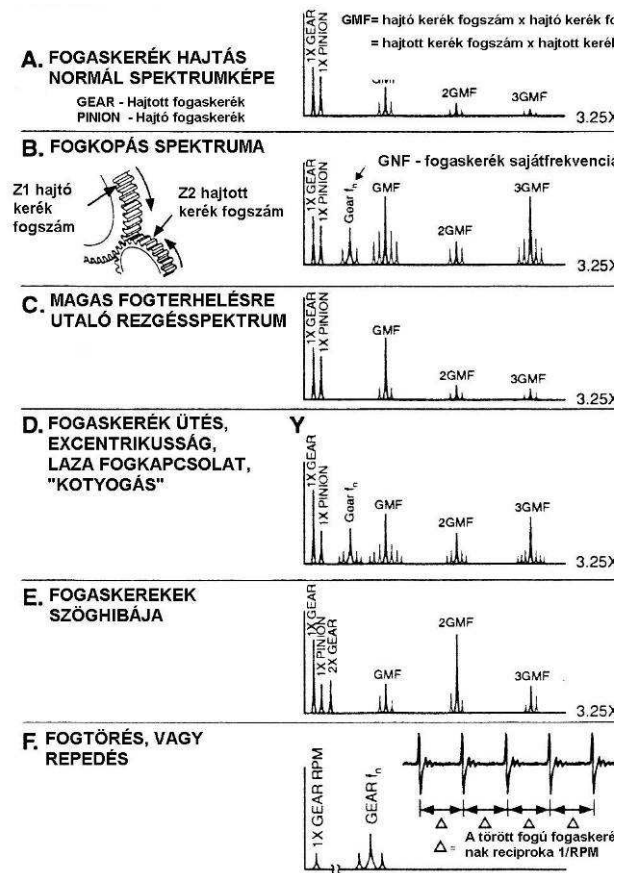 GMF= hajtó kerék fogszám x hajtó kerék
= hajtott kerék fogszám x hajtott
A. FOGASKERÉK HAJTÁS
NORMÁL SPEKTRUMKÉPE
GEAR - Hajtott fogaskerék
PINION - Hajtó fogaskerék
1X GEAR
1X PINION
GMF
2GMF
3GMF
3.25X
B. FOGKOPÁS SPEKTRUMA
Z1 hajtó
kerék
fogszám
Z2 hajtott
kerék fogszám
GNF - fogaskerék sajátfrekvencia
1X GEAR
1X PINION
Gear fn
GMF
2GMF
3GMF
3.25X
C. MAGAS FOGTERHELÉSRE
UTALÓ REZGÉSSPEKTRUM
1X GEAR
1X PINION
GMF
2GMF
3GMF
3.25X
D. FOGASKERÉK ÜTÉS,
EXCENTRIKUSSÁG,
LAZA FOGKAPCSOLAT,
"KOTYOGÁS"
Y
1X GEAR
1X PINION
Gear fn
GMF
2GMF
3GMF
3.25X
E. FOGASKEREKEK
SZÖGHIBÁJA
1X GEAR
1X PINION
2X GEAR
GMF
2GMF
3GMF
3.25X
F. FOGTÖRÉS, VAGY
REPEDÉS
1X GEAR RPM
GEAR fn
Δ Δ Δ Δ
Δ = A törött fogú
nak reciproka 1/RPM